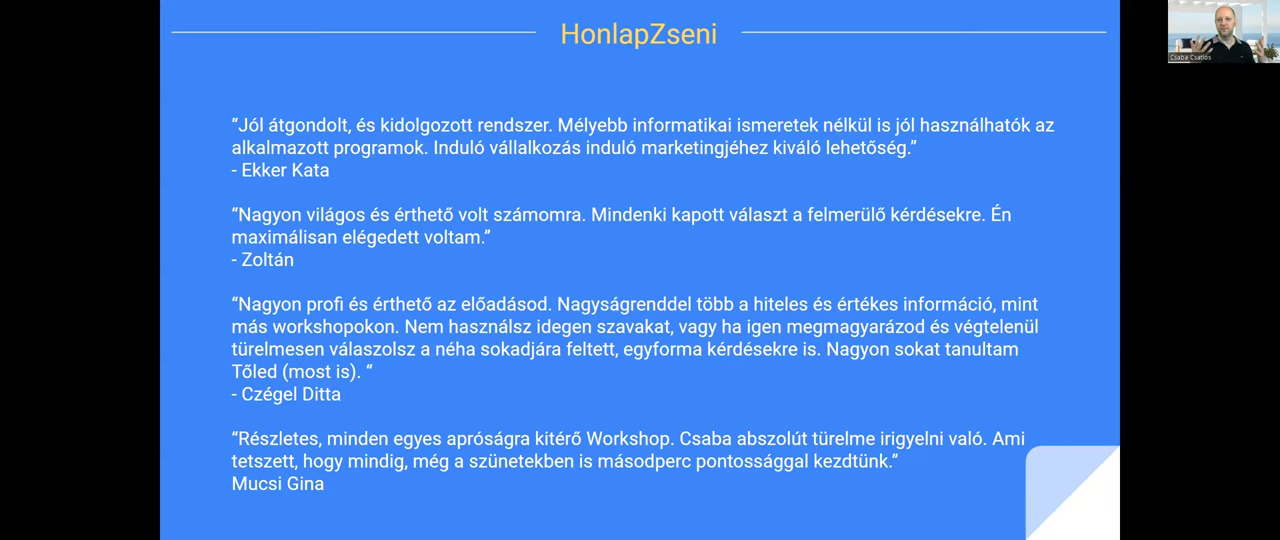 HonlapZseni
Csaba Csatlós
“Jól átgondolt, és kidolgozott rendszer. Mélyebb informatikai ismeretek nélkül is jól használhatók az
alkalmazott programok. Induló vállalkozás induló marketingjéhez kiváló lehetőség.”
- Ekker Kata
“Nagyon világos és érthető volt számomra. Mindenki kapott választ a felmerülő kérdésekre. Én
maximálisan elégedett voltam.”
- Zoltán
“Nagyon profi és érthető az előadásod. Nagyságrenddel több a hiteles és értékes információ, mint
más workshopokon. Nem használsz idegen szavakat, vagy ha igen megmagyarázod és végtelenül
türelmesen válaszolsz a néha sokadjára feltett, egyforma kérdésekre is. Nagyon sokat tanultam
Tőled (most is). “
- Czégel Ditta
“Részletes, minden egyes apróságra kitérő Workshop. Csaba abszolút türelme irigyelni való. Ami
tetszett, hogy mindig, még a szünetekben is másodperc pontossággal kezdtünk.”
Mucsi Gina